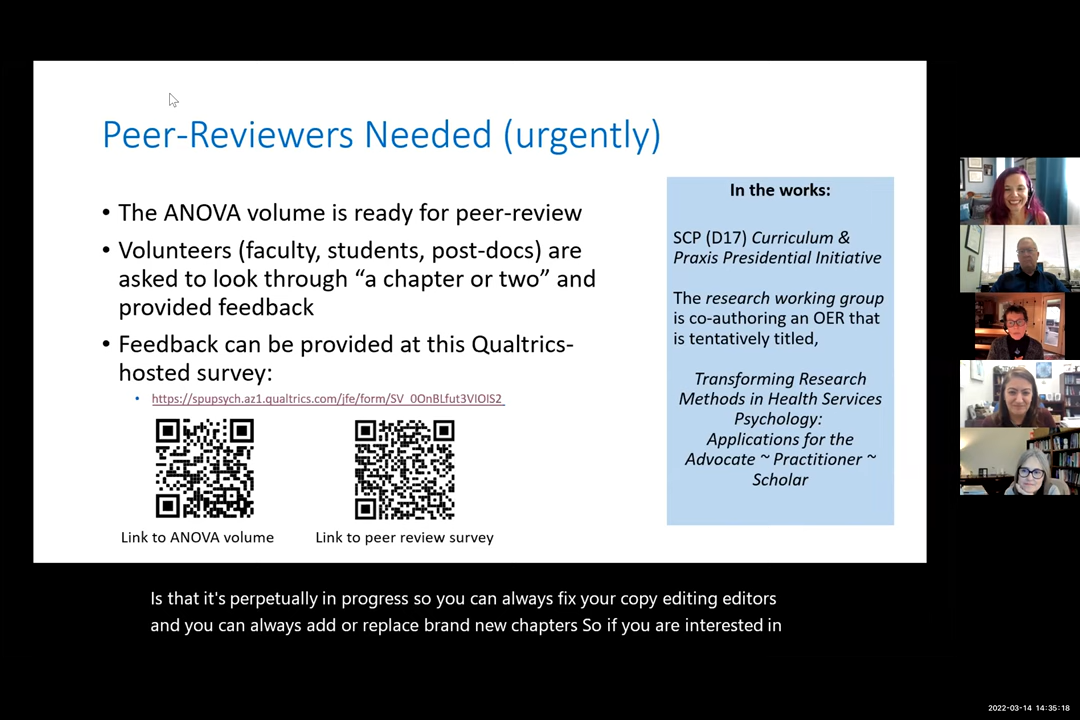 Peer-Reviewers Needed (urgently)
• The ANOVA volume is ready for peer-review
• Volunteers (faculty, students, post-docs) are
asked to look through “a chapter or two” and
provided feedback
• Feedback can be provided at this Qualtrics-
hosted survey:
• https://spupsych.az1.qualtrics.com/jfe/form/SV_0OnBLfut3VIOIS2
Link to ANOVA volume
Link to peer review survey
In the works:
SCP (D17) Curriculum &
Praxis Presidential Initiative
The research working group
is co-authoring an OER that
is tentatively titled,
Transforming Research
Methods in Health Services
Psychology:
Applications for the
Advocate ~ Practitioner ~
Scholar
Is that it's perpetually in progress so you can always fix your copy editing editors
and you can always add or replace brand new chapters So if you are interested in
2022-03-14 14:35:18